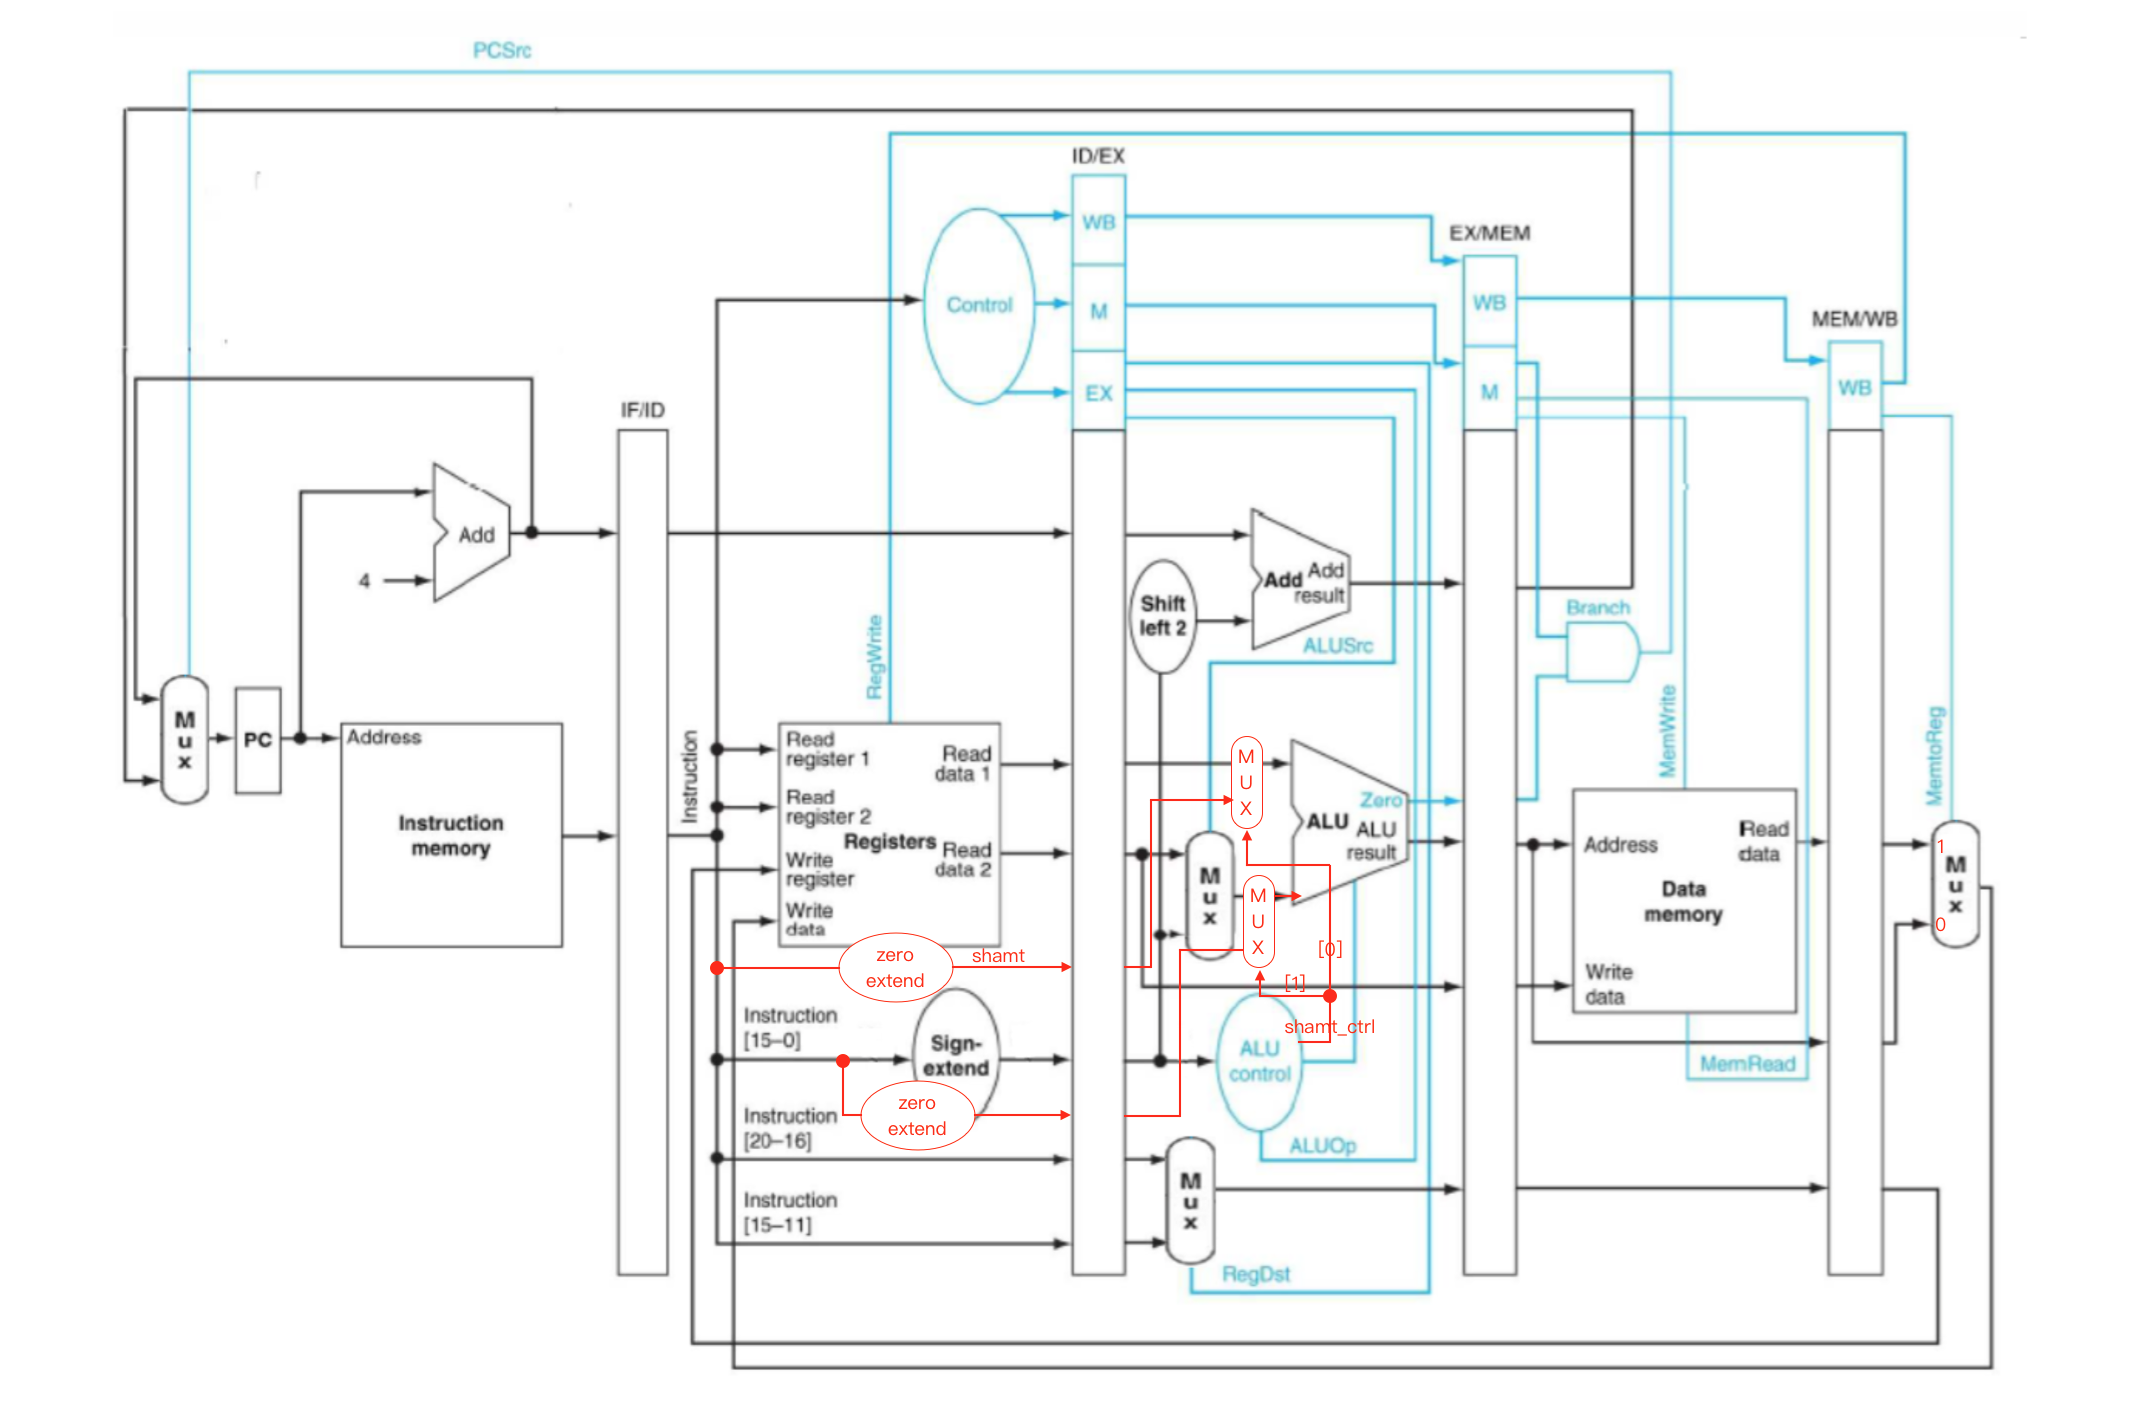 PCSrc
ID/EX
WB
EX/MEM
Control
M
WB
MEM/WB
EX
M
WB
IF/ID
Add
4
Shift
left 2
Add
Add
result
Branch
ALUSrc
RegWrite
MemWrite
MemtoReg
M
u
x
PC
Address
Instruction
memory
Instruction
Read
register 1
Read
data 1
Read
register 2
Registers
Read
data 2
Write
register
Write
data
M
U
X
Zero
ALU
ALU
result
M
u
x
M
U
X
Address
Read
data
Data
memory
Write
data
1
M
u
x
0
zero
extend
shamt
[0]
[1]
shamt_ctrl
Instruction
[15–0]
Sign-
extend
ALU
control
MemRead
zero
extend
Instruction
[20–16]
ALUOp
M
u
x
Instruction
[15–11]
RegDst